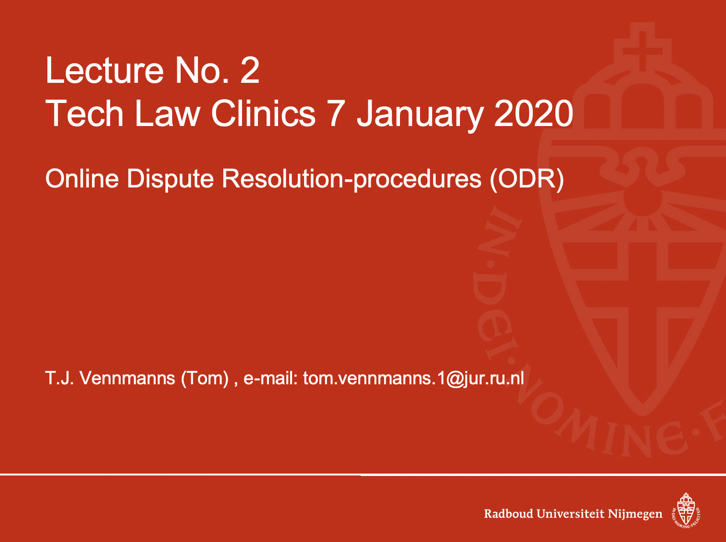 Lecture No. 2
Tech Law Clinics 7 January 2020
Online Dispute Resolution-procedures (ODR)
T.J. Vennmanns (Tom) , e-mail: tom.vennmanns.1@jur.ru.nl
IN·DEI·NOMINE·F
Radboud Universiteit Nijmegen